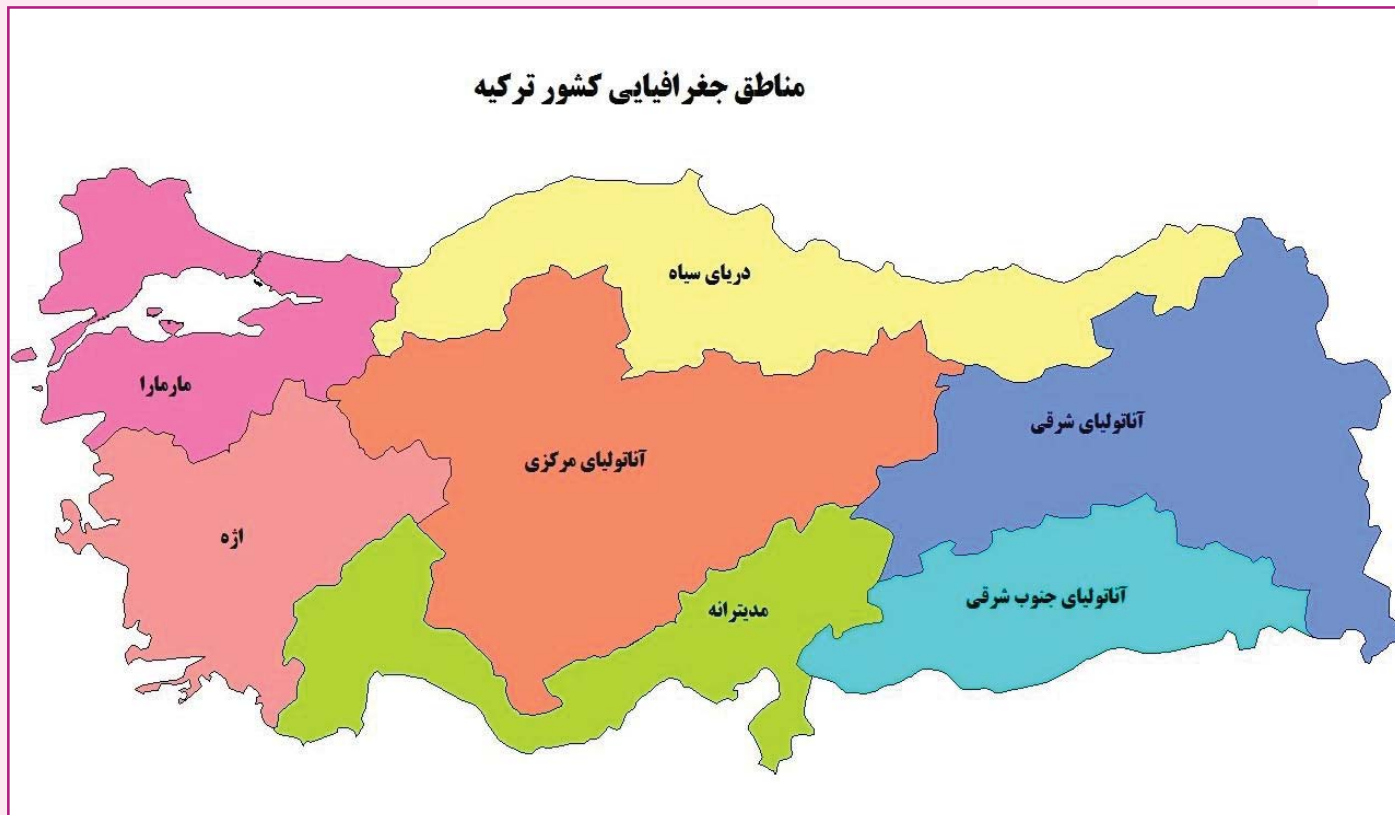 مناطق جغرافیایی کشور ترکیه
دریای سیاه
مارمارا
آناتولیای شرقی
آناتولیای مرکزی
اژه
آناتولیای جنوب شرقی
مدیترانه